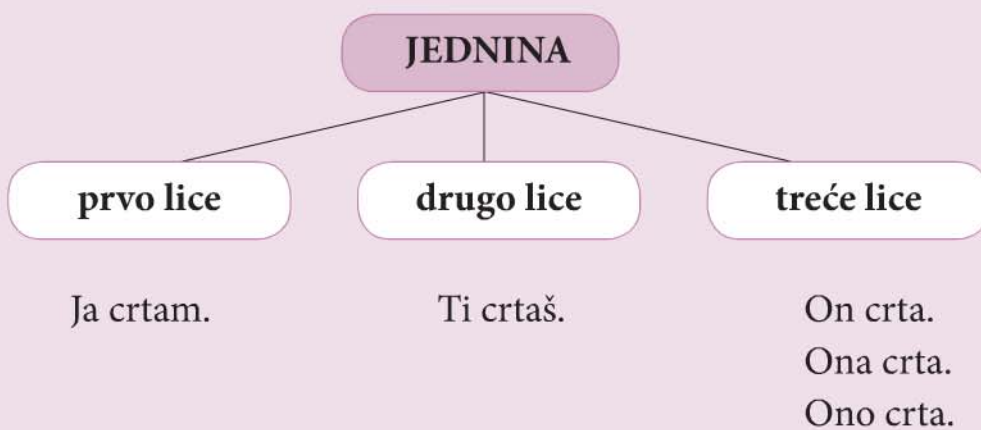 JEDNINA
prvo lice
drugo lice
treće lice
Ja crtam.
Ti crtaš.
On crta.
Ona crta.
Ono crta.